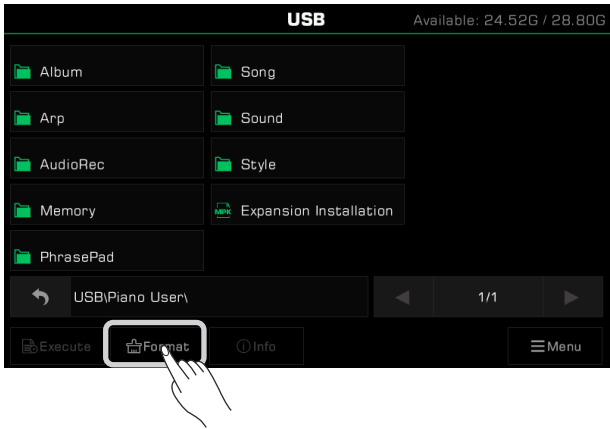 USB
Available: 24.52G / 28.80G
Album
Song
Arp
Sound
AudioRec
Style
Memory
MPK Expansion Installation
PhrasePad
USB\Piano User\
1/1
Execute
Format
Info
Menu